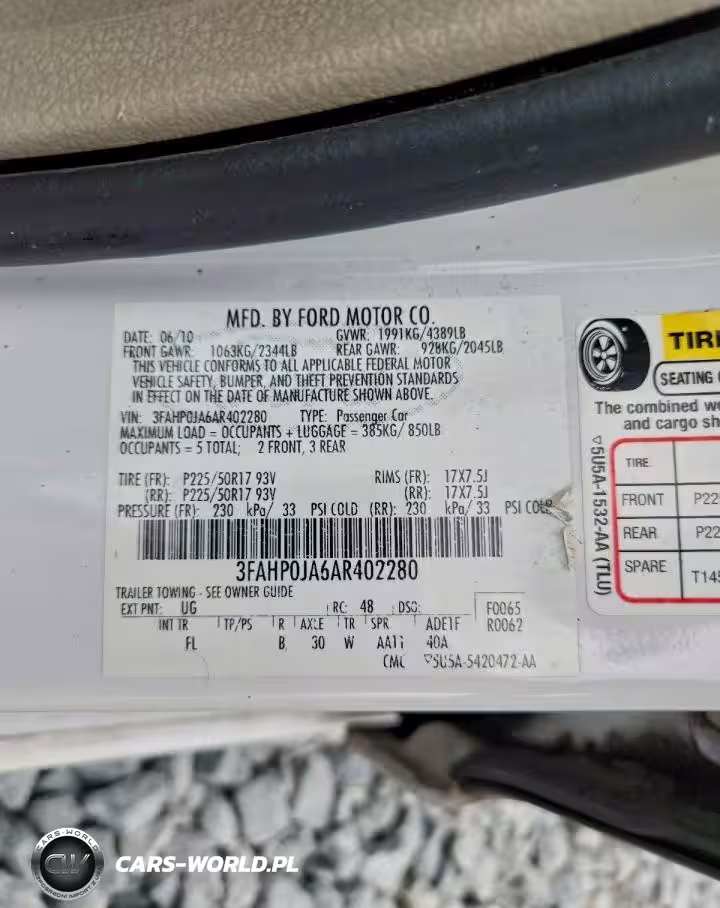 MFD. BY FORD MOTOR CO.
DATE: 06/10 GVWR: 1991KG/4389LB
FRONT GAWR: 1063KG/2344LB REAR GAWR: 928KG/2045LB
THIS VEHICLE CONFORMS TO ALL APPLICABLE FEDERAL MOTOR
VEHICLE SAFETY, BUMPER, AND THEFT PREVENTION STANDARDS
IN EFFECT ON THE DATE OF MANUFACTURE SHOWN ABOVE.
VIN: 3FAHP0JA6AR402280 TYPE: Passenger Car
MAXIMUM LOAD = OCCUPANTS + LUGGAGE = 385KG/ 850LB
OCCUPANTS = 5 TOTAL; 2 FRONT, 3 REAR
TIRE (FR): P225/50R17 93V RIMS (FR): 17X7.5J
(RR): P225/50R17 93V (RR): 17X7.5J
PRESSURE (FR): 230 kPa/ 33 PSI COLD (RR): 230 kPa/ 33 PSI COLD
3FAHP0JA6AR402280
TRAILER TOWING - SEE OWNER GUIDE
EXT PNT: UG RC: 48 DSO: F0065
INT TR TP/PS R AXLE TR SPR ADE1F R0062
FL B 30 W AA11 40A
CMC ▽5U5A-5420472-AA
TIRE
SEATING
The combined
and cargo
TIRE
FRONT P22
REAR P22
SPARE T145
▽5U5A-1532-AA (TLU)
CARS-WORLD
CW
CARS-WORLD.PL